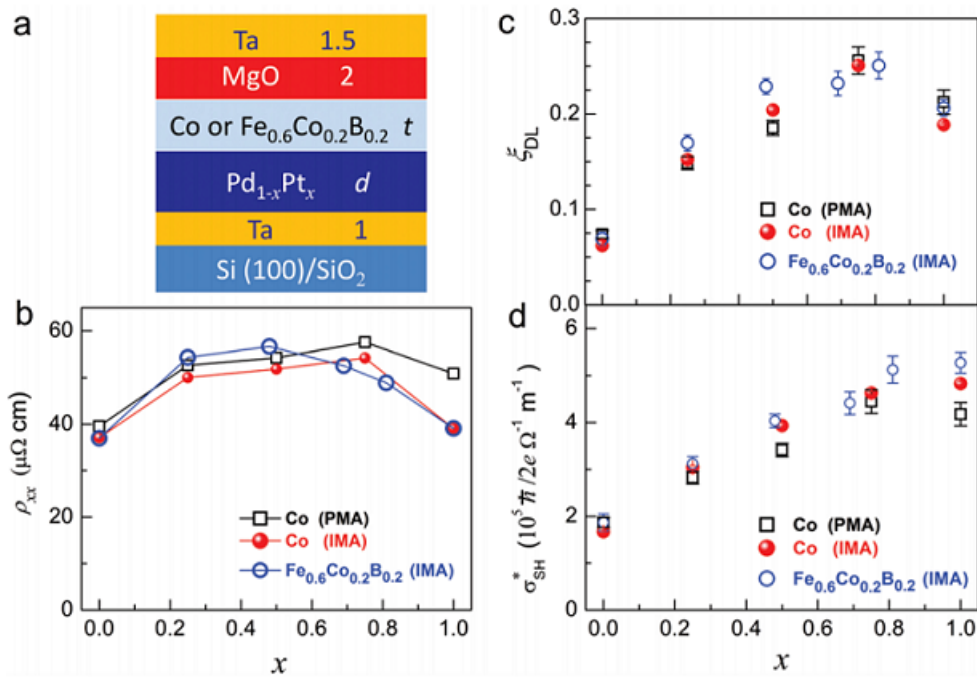 a
Ta 1.5
MgO 2
Co or Fe0.6Co0.2B0.2 t
Pd1-xPtx d
Ta 1
Si (100)/SiO2
b
60
40
20
0
ρxx (μΩ cm)
Co (PMA)
Co (IMA)
Fe0.6Co0.2B0.2 (IMA)
0.0 0.2 0.4 0.6 0.8 1.0
x
c
0.3
0.2
0.1
0.0
ξDL
Co (PMA)
Co (IMA)
Fe0.6Co0.2B0.2 (IMA)
d
6
4
2
0
σ*SH (10^5 ħ/2e Ω-1 m-1)
Co (PMA)
Co (IMA)
Fe0.6Co0.2B0.2 (IMA)
0.0 0.2 0.4 0.6 0.8 1.0
x